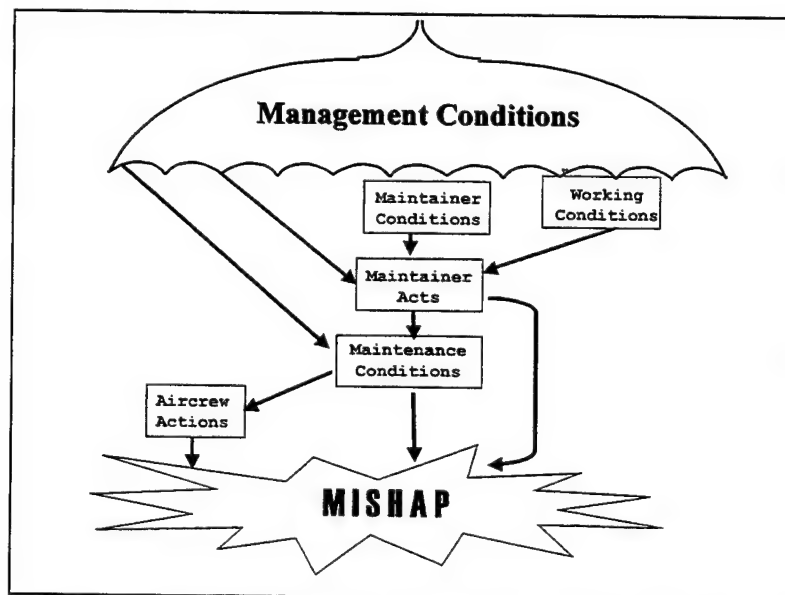 Management Conditions
Maintainer
Conditions
Working
Conditions
Maintainer
Acts
Maintenance
Conditions
Aircrew
Actions
MISHAP